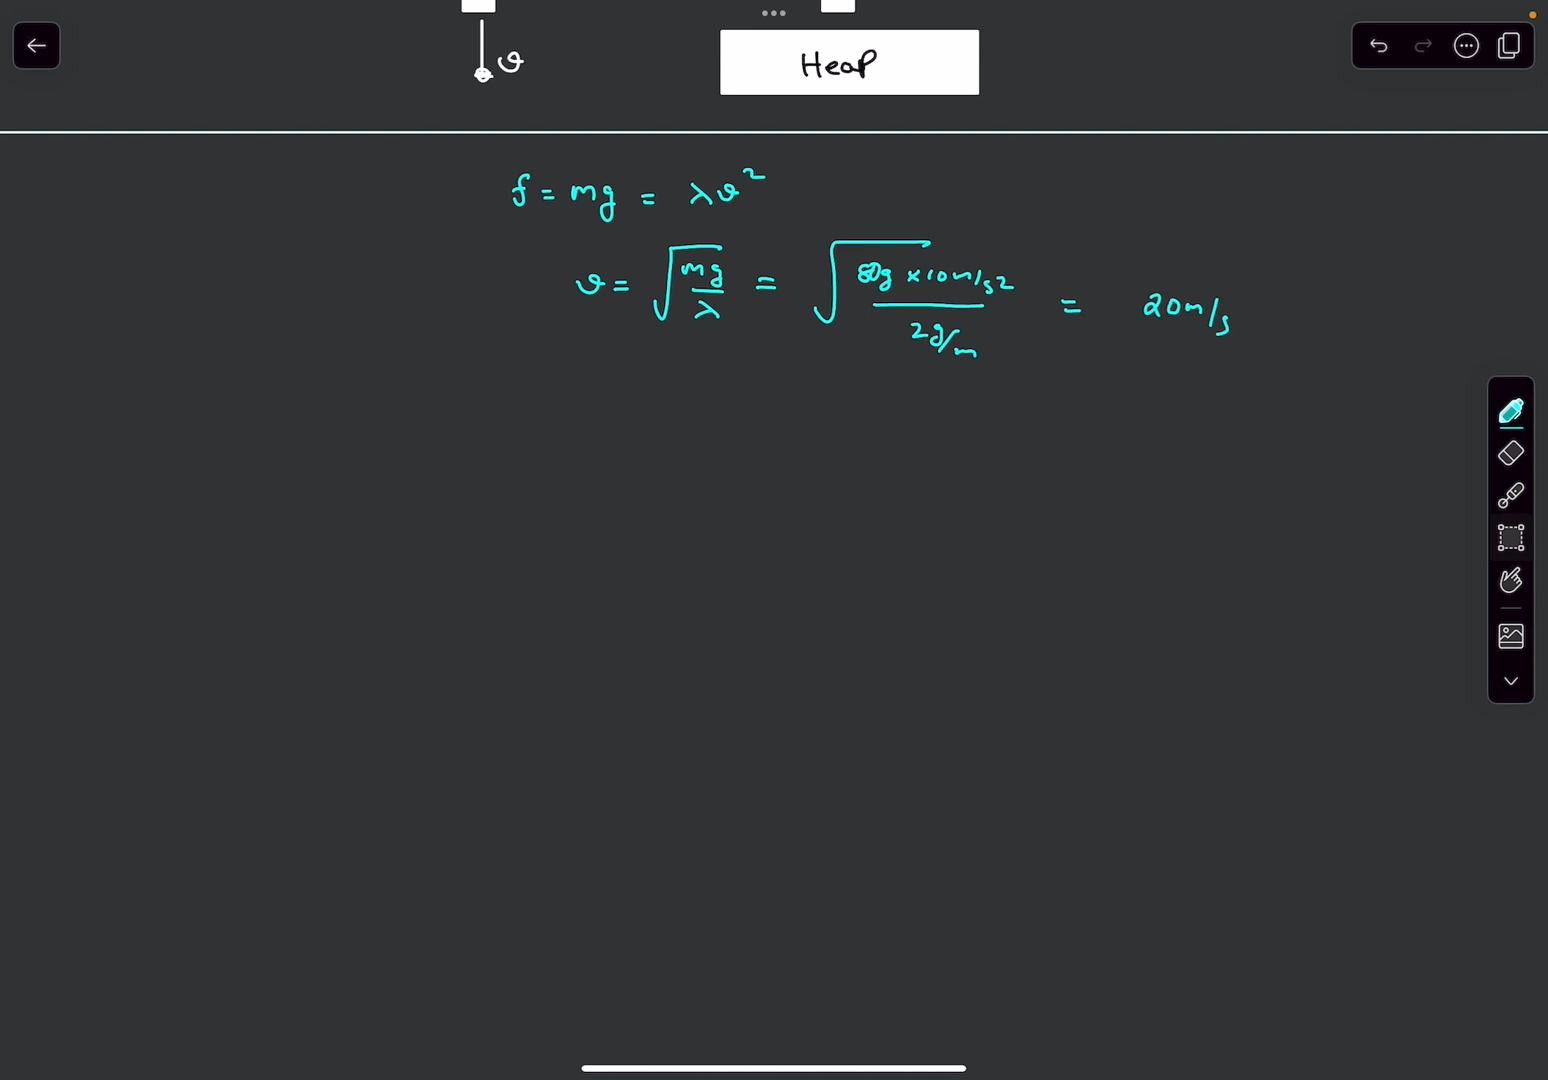 ϑ
Heap
f = mg = λϑ²
ϑ = √(mg/λ) = √(80g × 10m/s² / 2g/m) = 20m/s